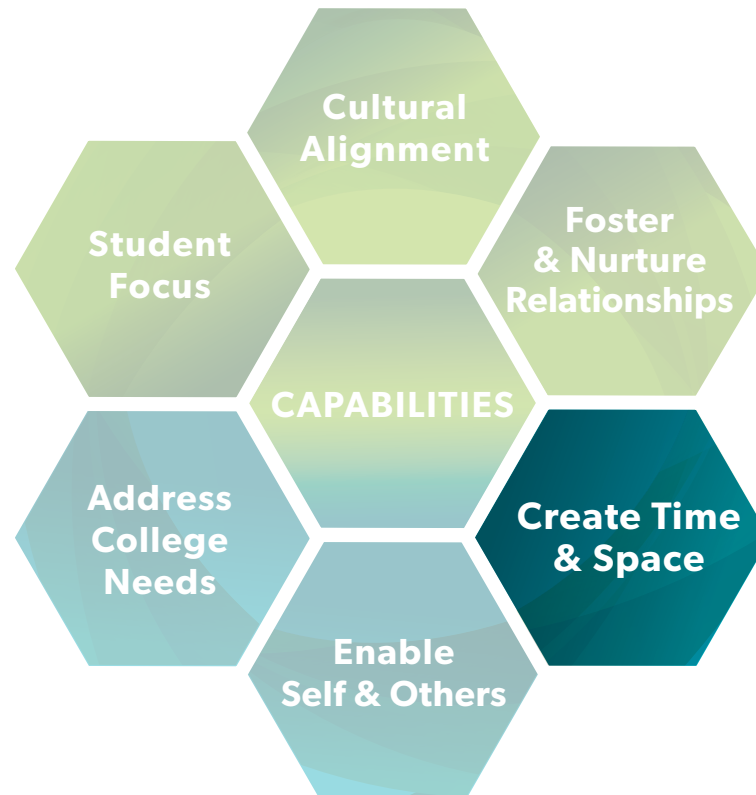 Cultural
Alignment
Student
Focus
Foster
& Nurture
Relationships
CAPABILITIES
Address
College
Needs
Create Time
& Space
Enable
Self & Others